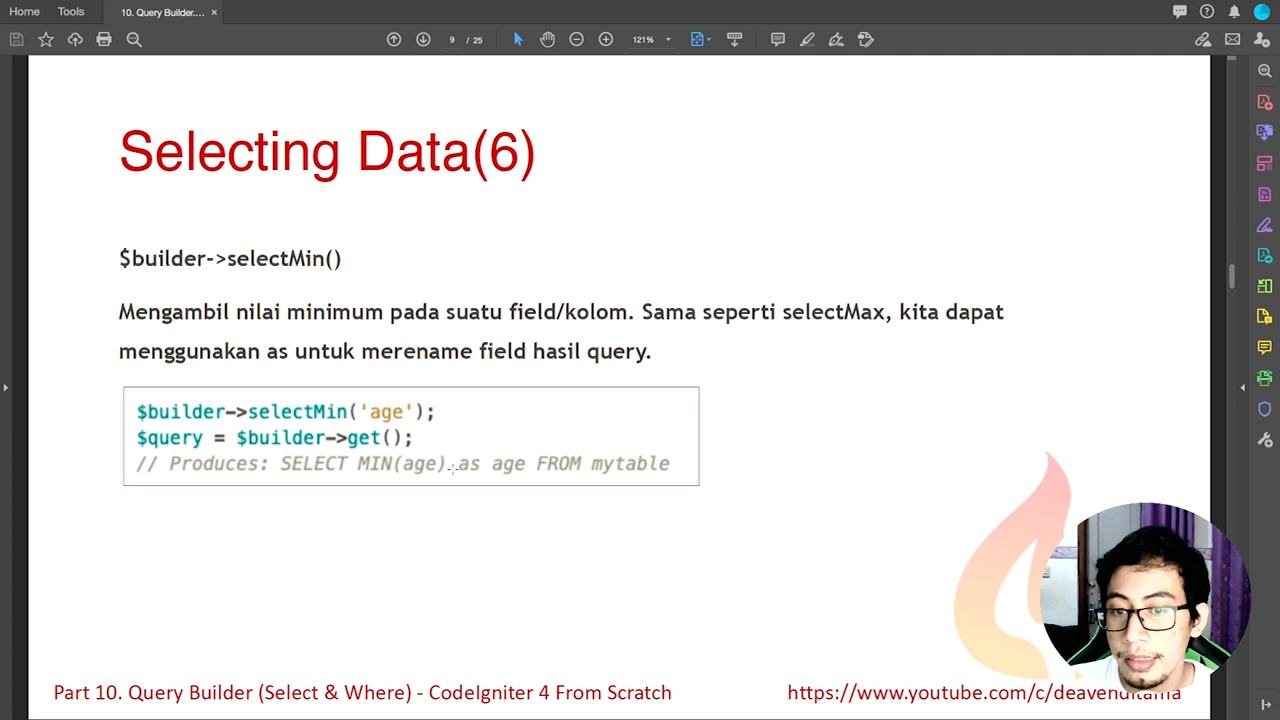 Home Tools 10. Query Builder.... ×
9 / 25 121%
Selecting Data(6)
$builder->selectMin()
Mengambil nilai minimum pada suatu field/kolom. Sama seperti selectMax, kita dapat
menggunakan as untuk merename field hasil query.
$builder->selectMin('age');
$query = $builder->get();
// Produces: SELECT MIN(age) as age FROM mytable
Part 10. Query Builder (Select & Where) - CodeIgniter 4 From Scratch
https://www.youtube.com/c/deavenditama